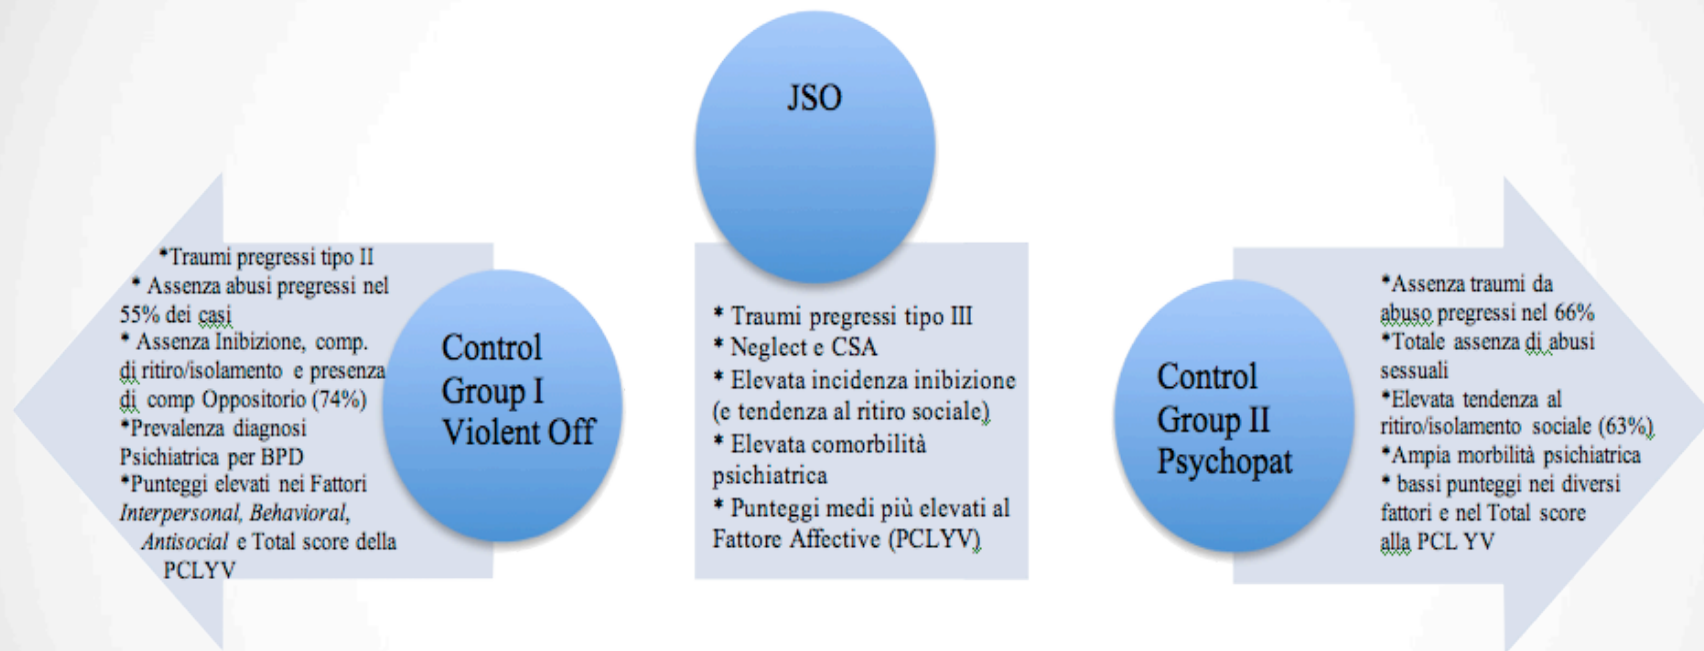 JSO
*Traumi pregressi tipo II
* Assenza abusi pregressi nel
55% dei casi
* Assenza Inibizione, comp.
di ritiro/isolamento e presenza
di comp Oppositorio (74%)
*Prevalenza diagnosi
Psichiatrica per BPD
*Punteggi elevati nei Fattori
Interpersonal, Behavioral,
Antisocial e Total score della
PCLYV
Control
Group I
Violent Off
* Traumi pregressi tipo III
* Neglect e CSA
* Elevata incidenza inibizione
(e tendenza al ritiro sociale)
* Elevata comorbilità
psichiatrica
* Punteggi medi più elevati al
Fattore Affective (PCLYV)
Control
Group II
Psychopat
*Assenza traumi da
abuso pregressi nel 66%
*Totale assenza di abusi
sessuali
*Elevata tendenza al
ritiro/isolamento sociale (63%)
*Ampia morbilità psichiatrica
* bassi punteggi nei diversi
fattori e nel Total score
alla PCL YV